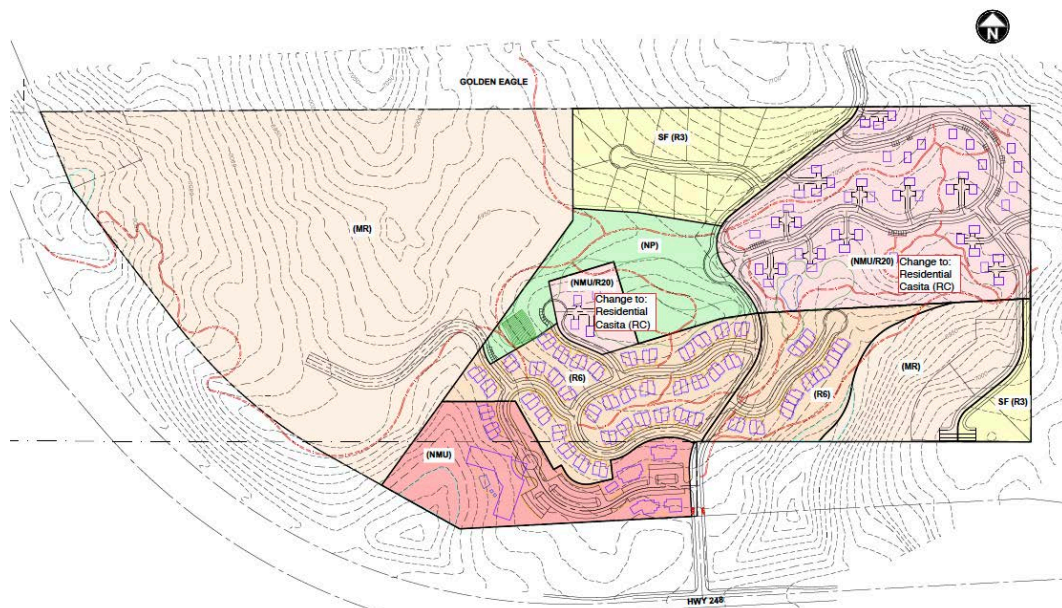 N
GOLDEN EAGLE
SF (R3)
(MR)
(NP)
(NMU/R20)
Change to:
Residential
Casita (RC)
(NMU/R20)
Change to:
Residential
Casita (RC)
(R6)
(R6)
(MR)
SF (R3)
(NMU)
HWY 248